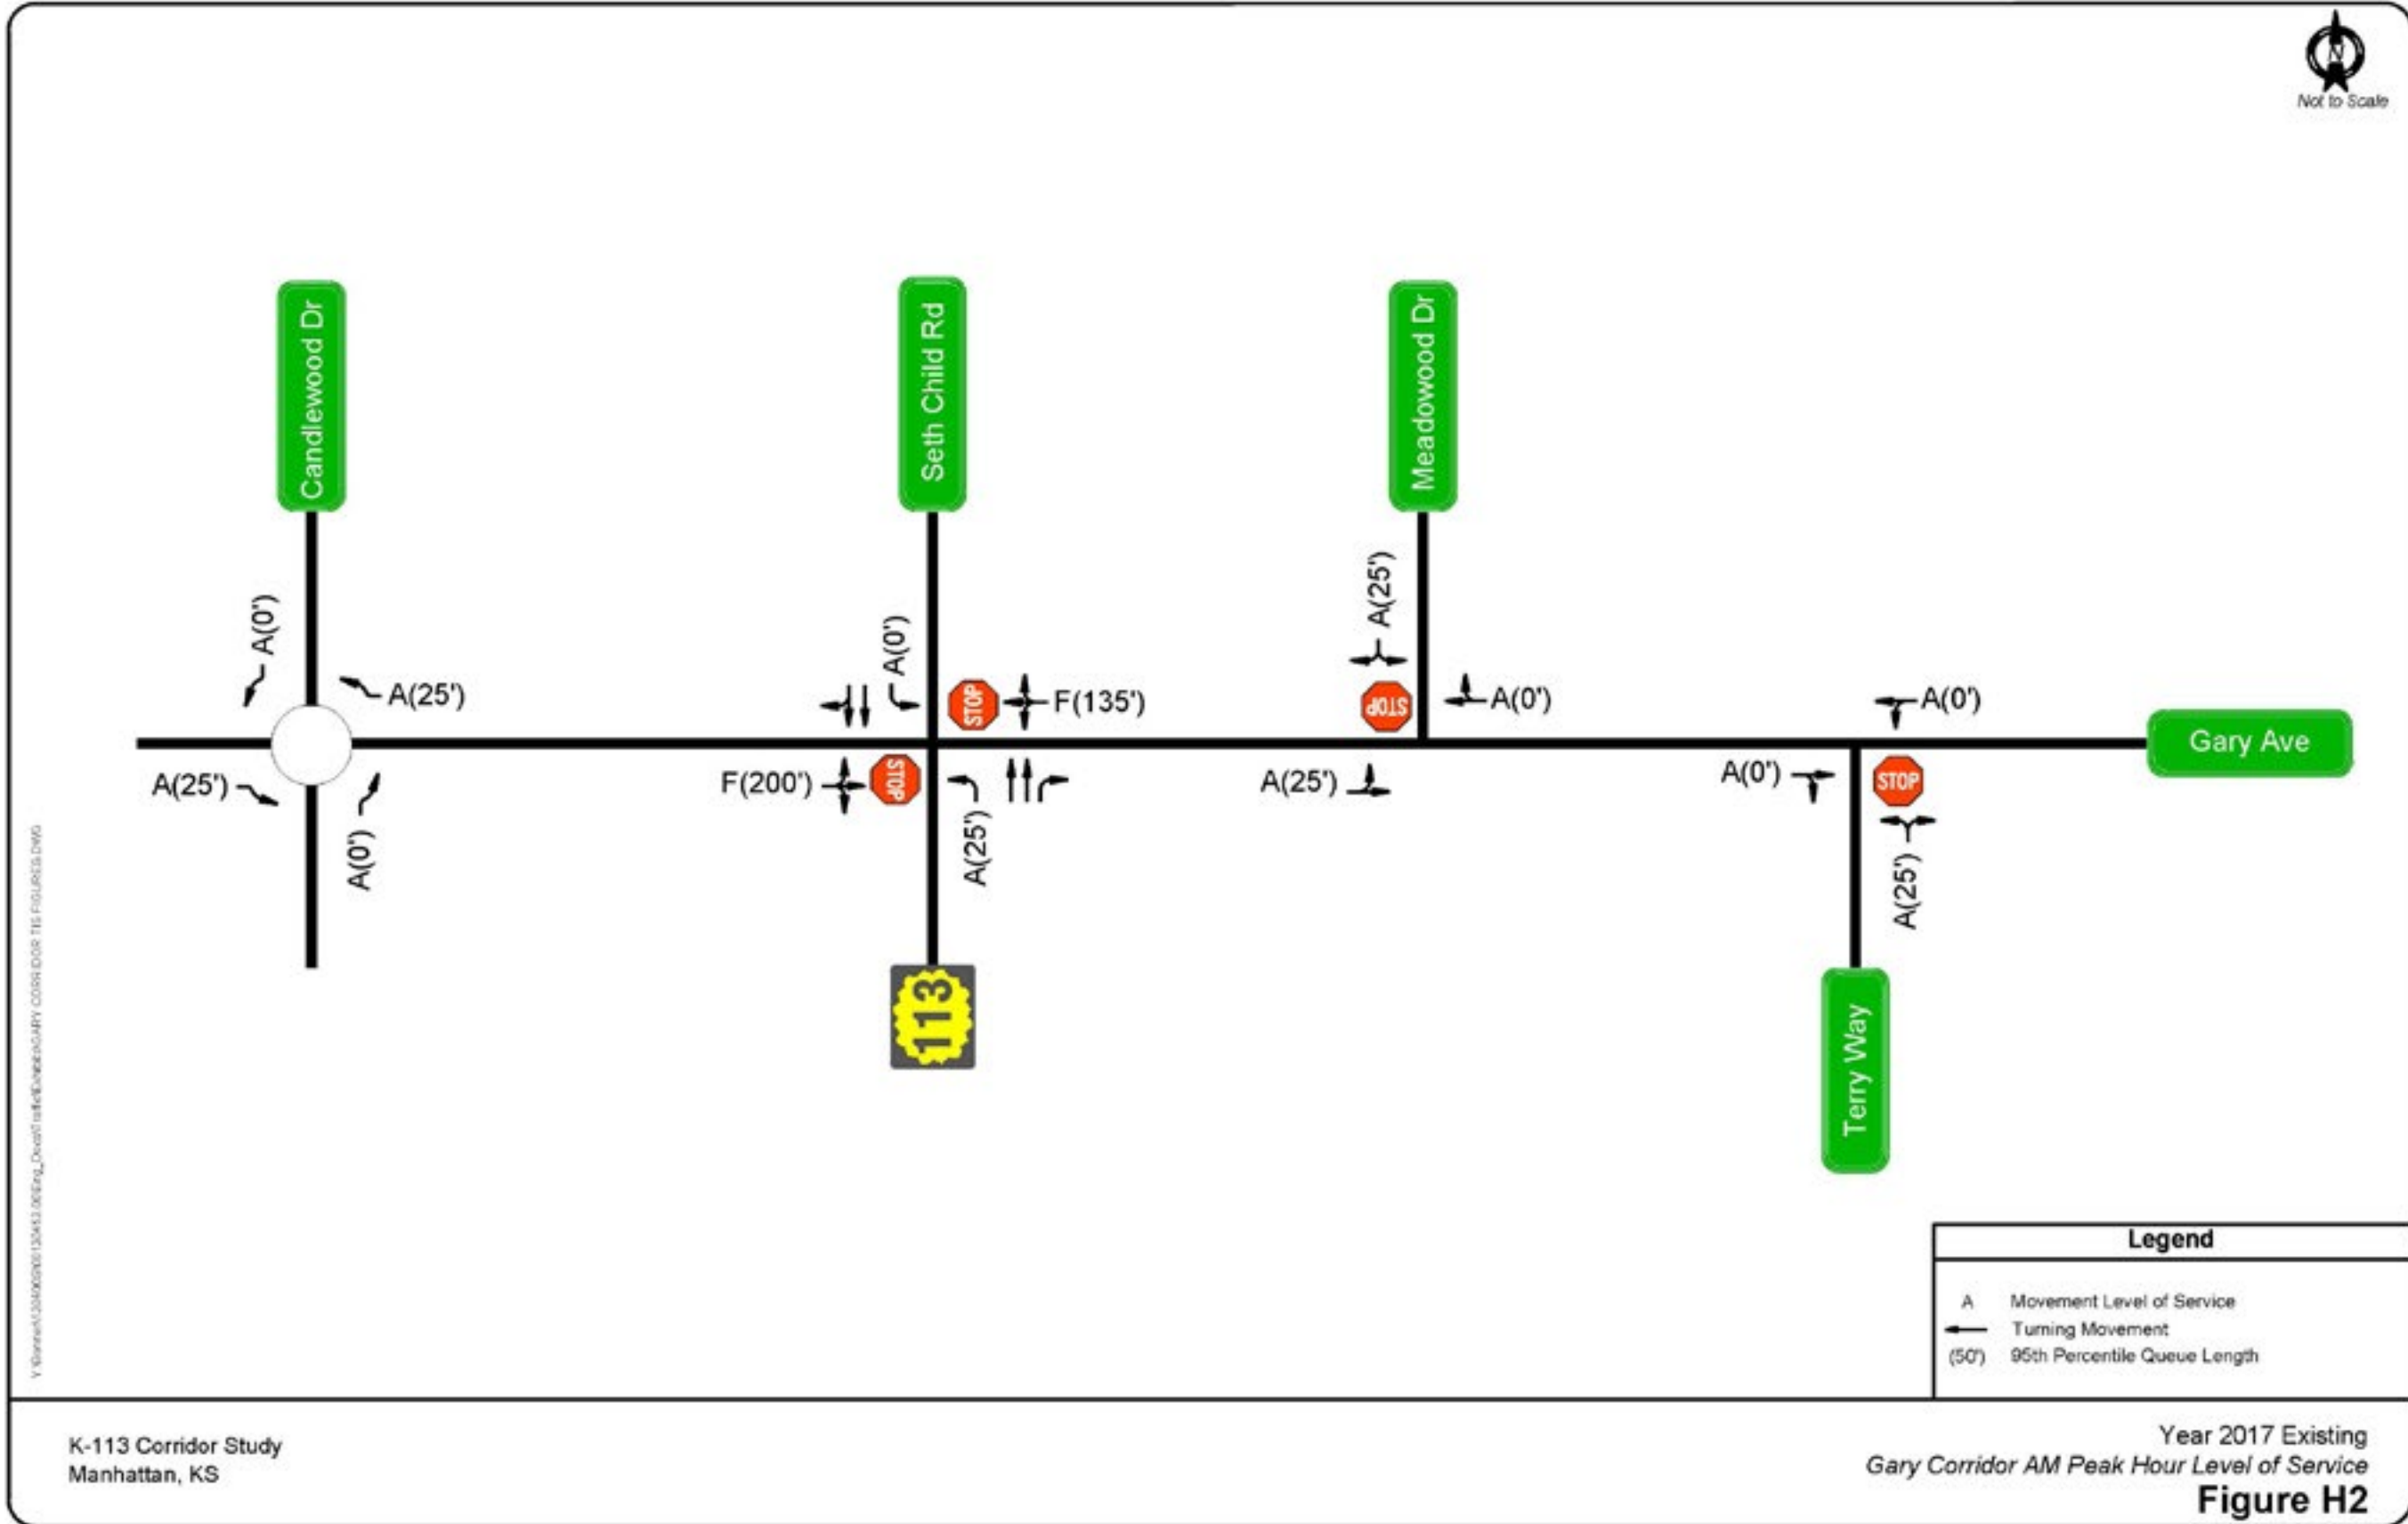 N
Not to Scale
Candlewood Dr
Seth Child Rd
Meadowood Dr
A(0')
A(25')
A(0')
STOP
F(135')
A(25')
STOP
A(0')
A(0')
Gary Ave
A(25')
A(0')
F(200')
STOP
A(25')
A(25')
A(0')
STOP
A(25')
113
Terry Way
Legend
A Movement Level of Service
Turning Movement
(50') 95th Percentile Queue Length
K-113 Corridor Study
Manhattan, KS
Year 2017 Existing
Gary Corridor AM Peak Hour Level of Service
Figure H2